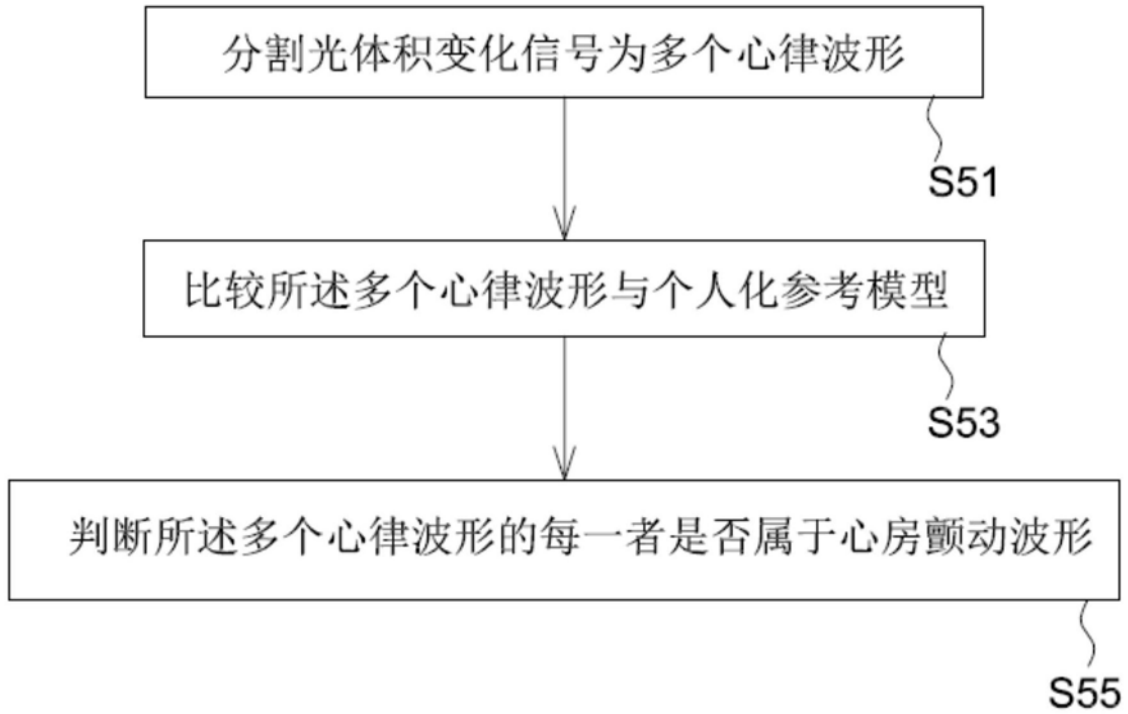 分割光体积变化信号为多个心律波形
S51
比较所述多个心律波形与个人化参考模型
S53
判断所述多个心律波形的每一者是否属于心房颤动波形
S55